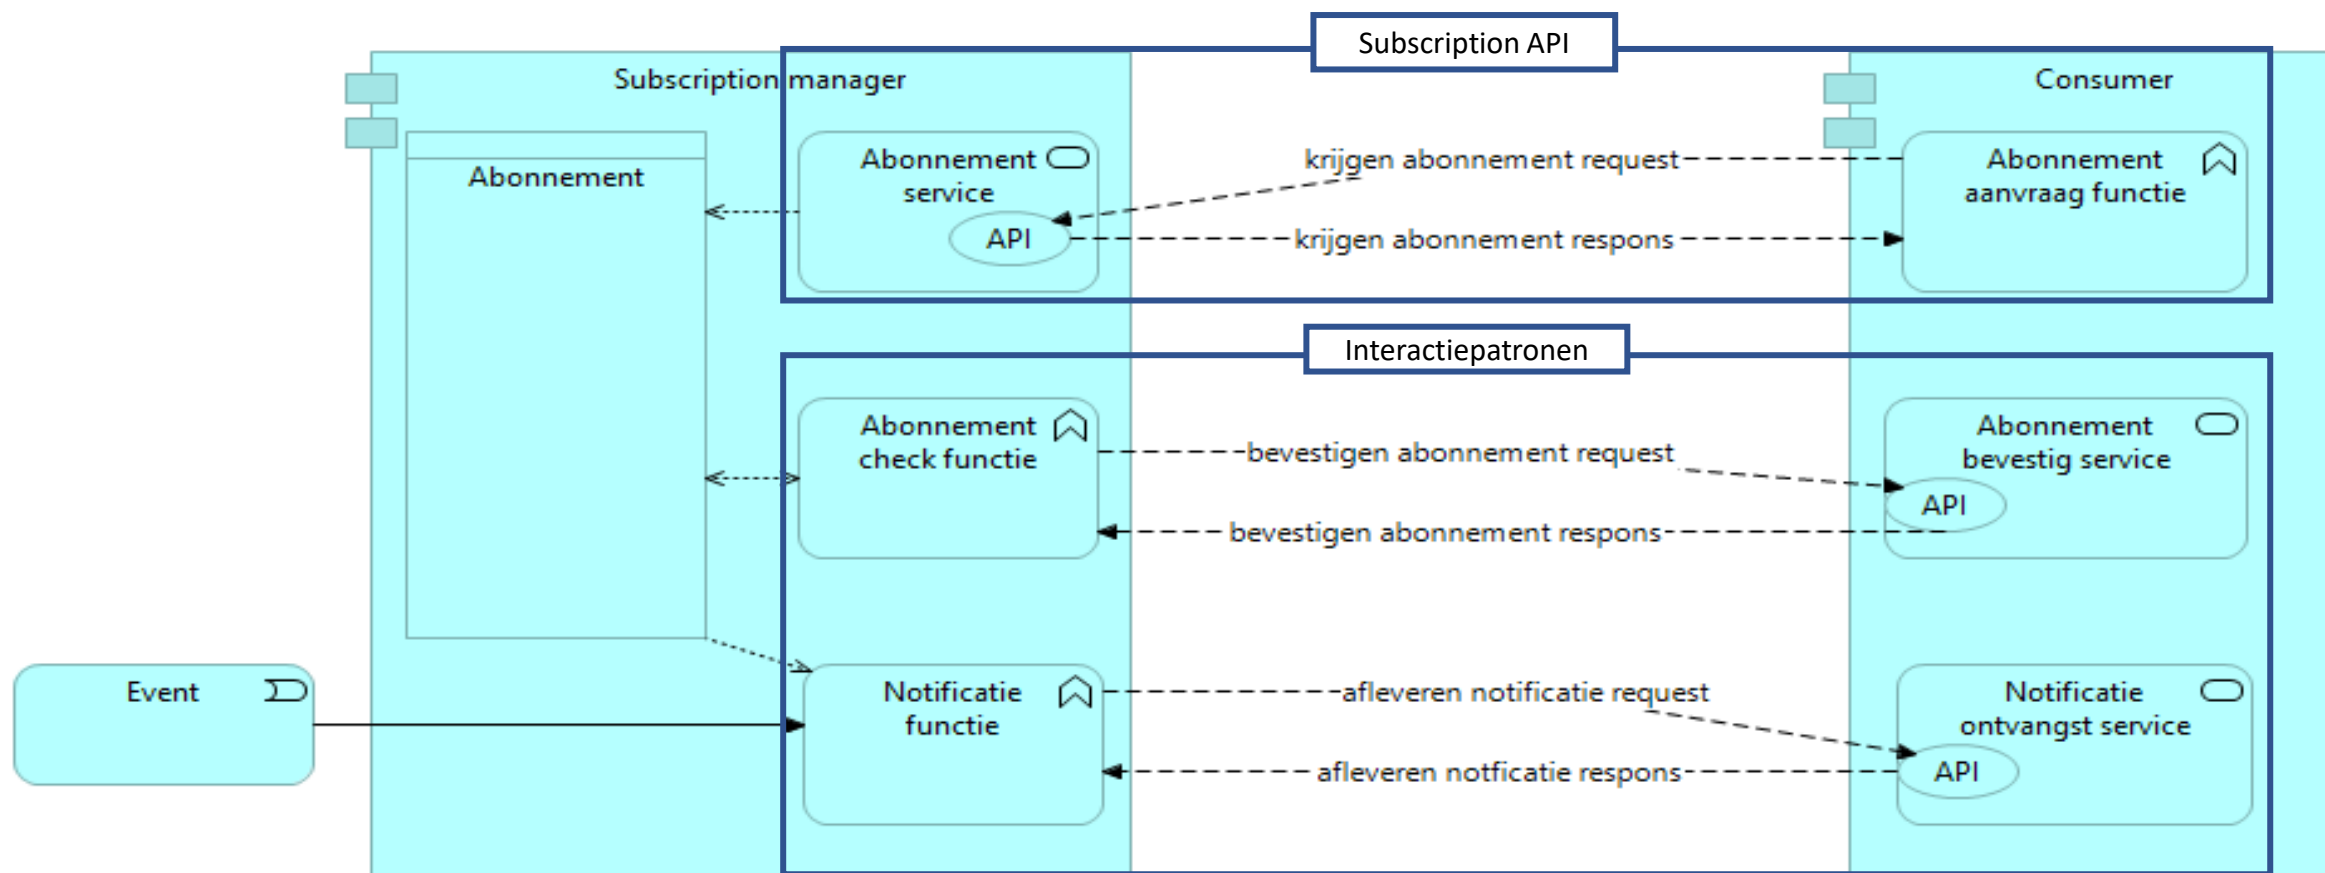 Subscription API
Subscription manager
Consumer
Abonnement
Abonnement
service
API
krijgen abonnement request
krijgen abonnement respons
Abonnement
aanvraag functie
Interactiepatronen
Abonnement
check functie
bevestigen abonnement request
bevestigen abonnement respons
Abonnement
bevestig service
API
Event
Notificatie
functie
afleveren notificatie request
afleveren notficatie respons
Notificatie
ontvangst service
API